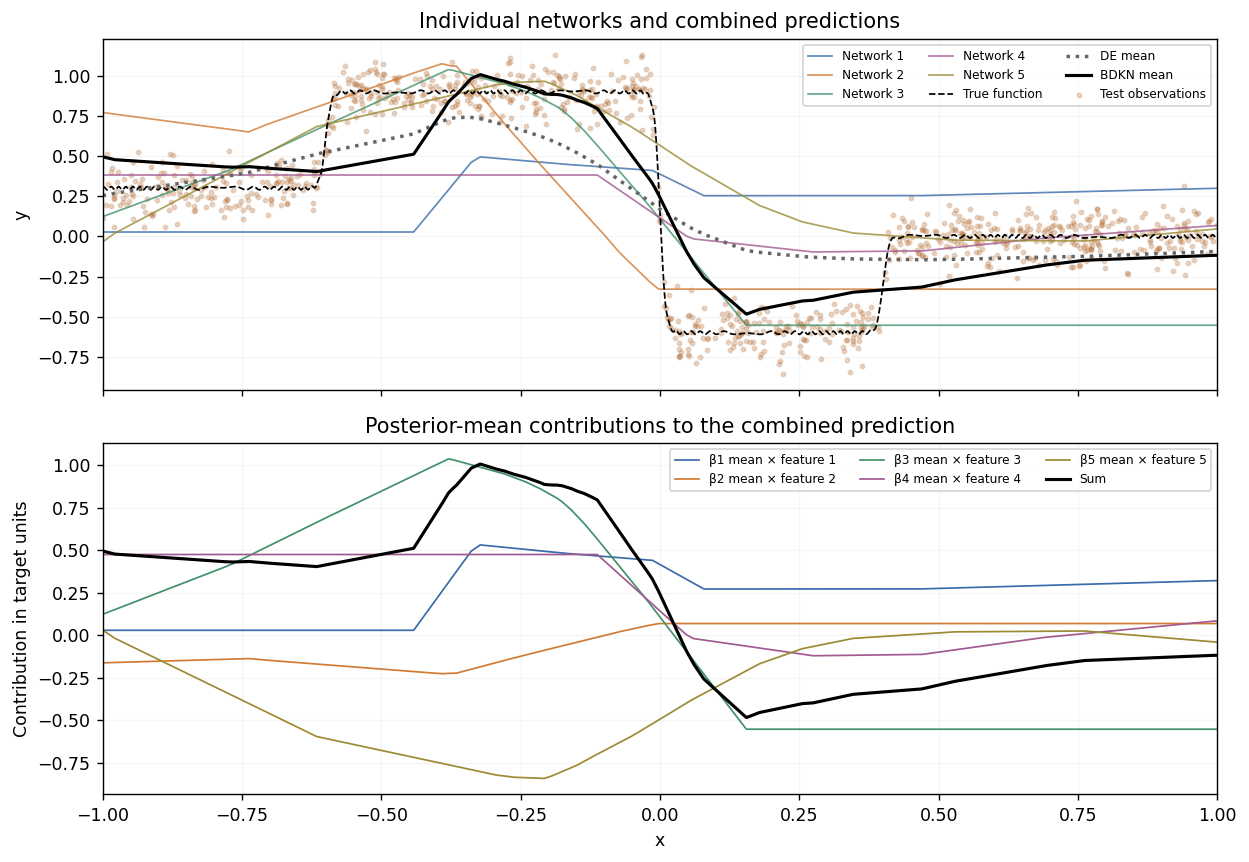 Individual networks and combined predictions
y
1.00
0.75
0.50
0.25
0.00
−0.25
−0.50
−0.75
Network 1
Network 2
Network 3
Network 4
Network 5
True function
DE mean
BDKN mean
Test observations
Posterior-mean contributions to the combined prediction
Contribution in target units
1.00
0.75
0.50
0.25
0.00
−0.25
−0.50
−0.75
β1 mean × feature 1
β2 mean × feature 2
β3 mean × feature 3
β4 mean × feature 4
β5 mean × feature 5
Sum
−1.00 −0.75 −0.50 −0.25 0.00 0.25 0.50 0.75 1.00
x